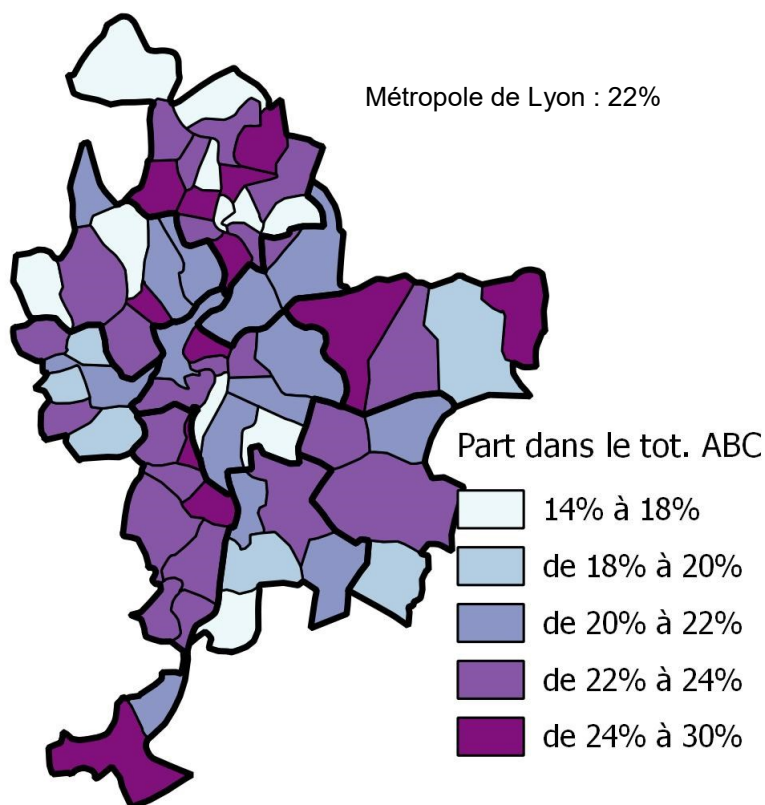 Métropole de Lyon : 22%
Part dans le tot. ABC
14% à 18%
de 18% à 20%
de 20% à 22%
de 22% à 24%
de 24% à 30%